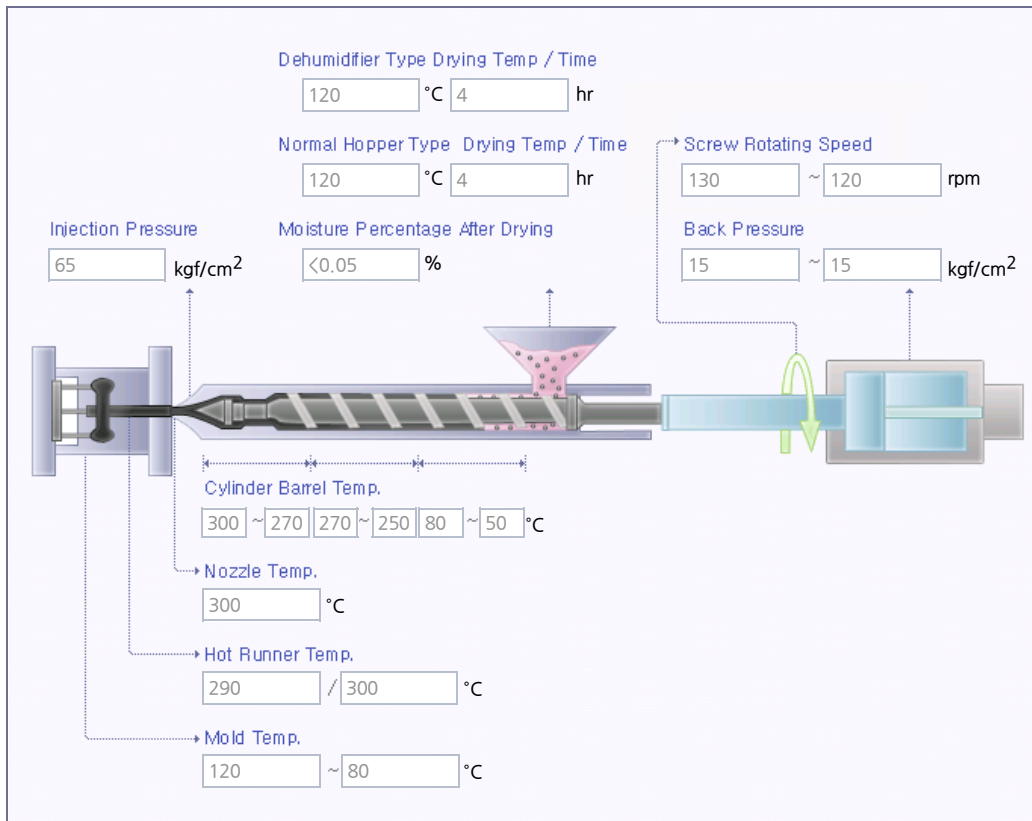 Dehumidifier Type Drying Temp / Time
120 °C 4 hr
Normal Hopper Type Drying Temp / Time
120 °C 4 hr
Screw Rotating Speed
130 ~ 120 rpm
Injection Pressure
65 kgf/cm²
Moisture Percentage After Drying
<0.05 %
Back Pressure
15 ~ 15 kgf/cm²
Cylinder Barrel Temp.
300 ~ 270 270 ~ 250 80 ~ 50 °C
Nozzle Temp.
300 °C
Hot Runner Temp.
290 / 300 °C
Mold Temp.
120 ~ 80 °C